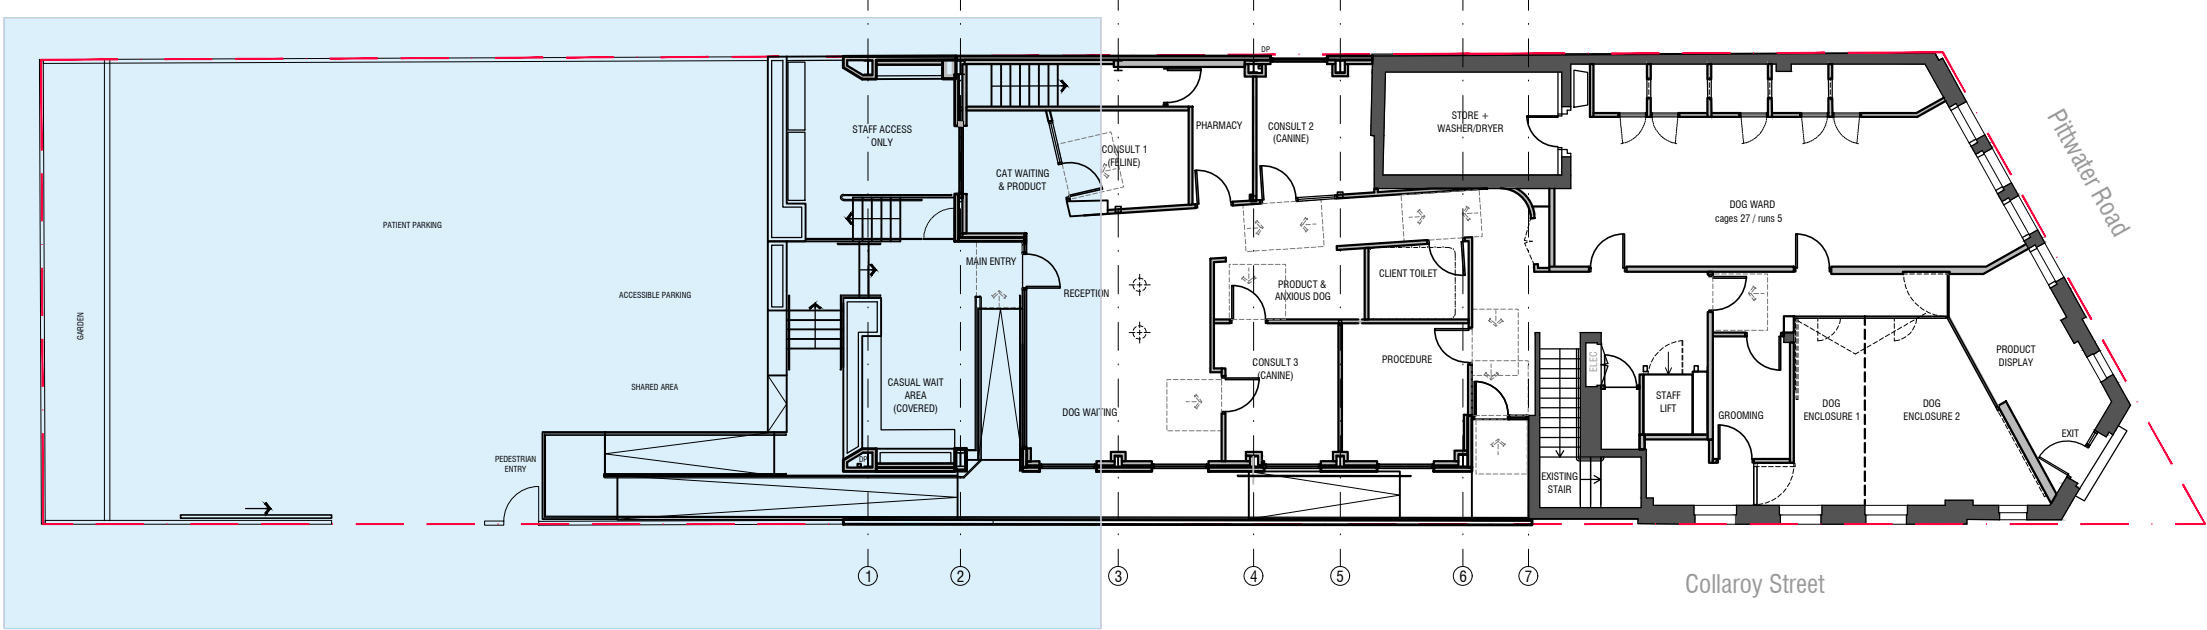 DP
STAFF ACCESS
ONLY
PHARMACY
CONSULT 2
(CANINE)
STORE +
WASHER/DRYER
CONSULT 1
(FELINE)
CAT WAITING
& PRODUCT
Pittwater Road
DOG WARD
cages 27 / runs 5
PATIENT PARKING
MAIN ENTRY
RECEPTION
PRODUCT &
ANXIOUS DOG
CLIENT TOILET
ACCESSIBLE PARKING
GARDEN
SHARED AREA
CASUAL WAIT
AREA
(COVERED)
DOG WAITING
CONSULT 3
(CANINE)
PROCEDURE
ELEC
STAFF
LIFT
GROOMING
DOG
ENCLOSURE 1
DOG
ENCLOSURE 2
PRODUCT
DISPLAY
EXIT
PEDESTRIAN
ENTRY
DP
EXISTING
STAIR
1
2
3
4
5
6
7
Collaroy Street